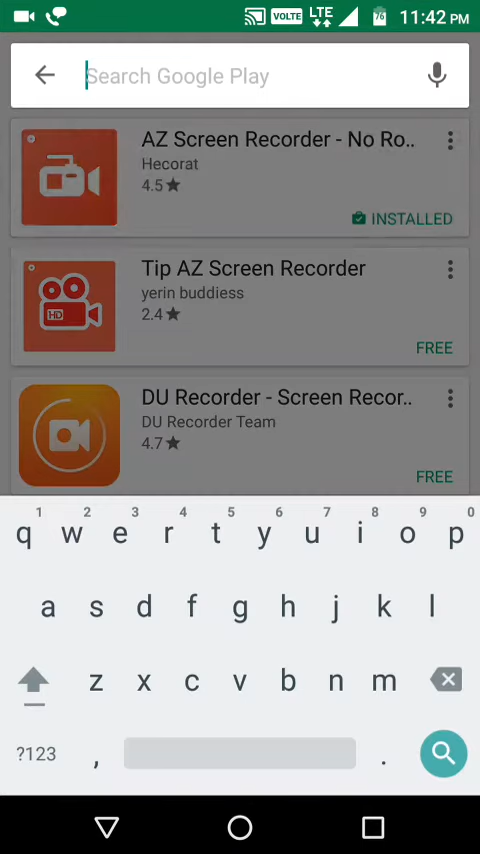 VOLTE LTE 76 11:42 PM
Search Google Play
AZ Screen Recorder - No Ro..
Hecorat
4.5★
INSTALLED
Tip AZ Screen Recorder
yerin buddiess
2.4★
HD
FREE
DU Recorder - Screen Recor..
DU Recorder Team
4.7★
FREE
1 2 3 4 5 6 7 8 9 0
q w e r t y u i o p
a s d f g h j k l
z x c v b n m
?123 , .